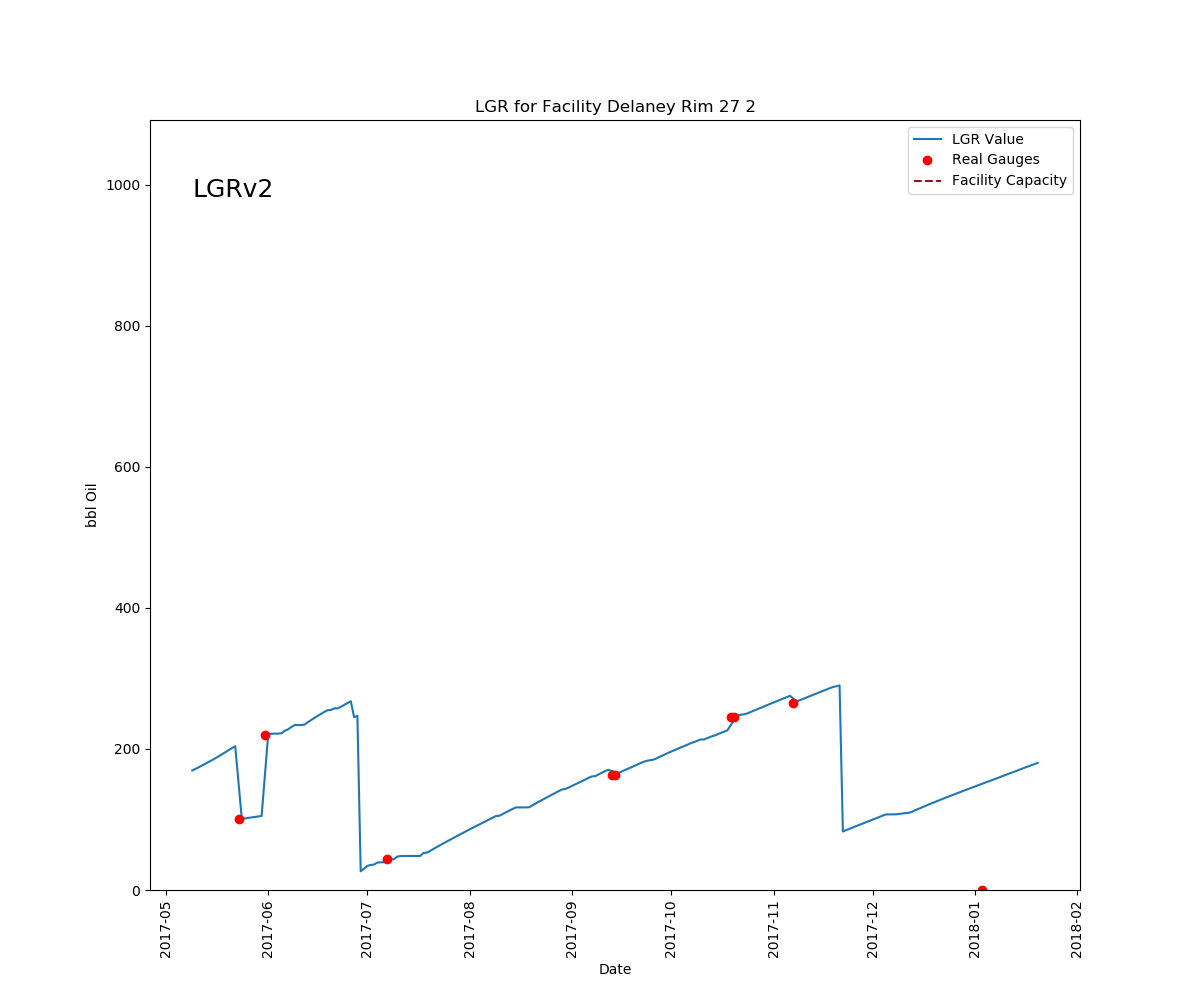 LGR for Facility Delaney Rim 27 2
LGRv2
LGR Value
Real Gauges
Facility Capacity
1000
800
600
400
200
0
bbl Oil
2017-05
2017-06
2017-07
2017-08
2017-09
2017-10
2017-11
2017-12
2018-01
2018-02
Date